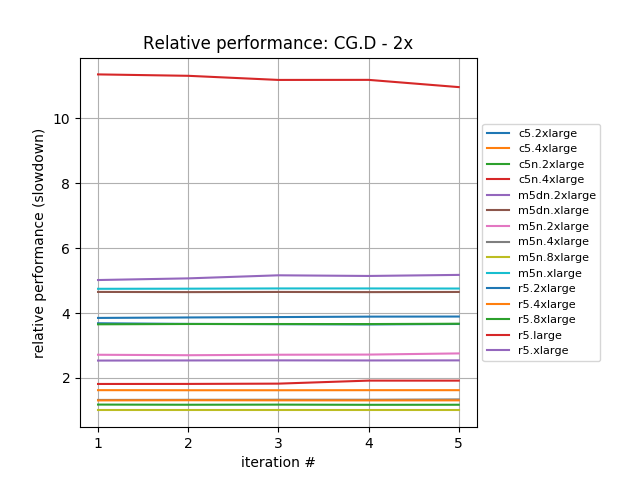 Relative performance: CG.D - 2x
relative performance (slowdown)
10
8
6
4
2
1
2
3
4
5
iteration #
c5.2xlarge
c5.4xlarge
c5n.2xlarge
c5n.4xlarge
m5dn.2xlarge
m5dn.xlarge
m5n.2xlarge
m5n.4xlarge
m5n.8xlarge
m5n.xlarge
r5.2xlarge
r5.4xlarge
r5.8xlarge
r5.large
r5.xlarge